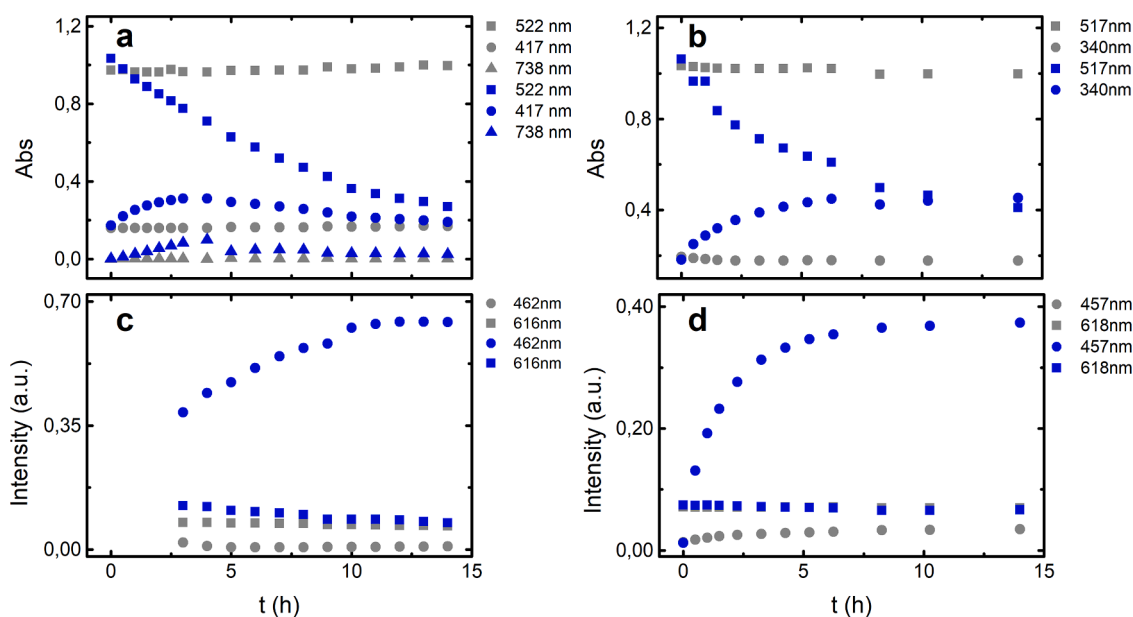 a
1,2
0,8
0,4
0,0
Abs
522 nm
417 nm
738 nm
522 nm
417 nm
738 nm
b
1,2
0,8
0,4
Abs
517nm
340nm
517nm
340nm
c
0,70
0,35
0,00
Intensity (a.u.)
0 5 10 15
t (h)
462nm
616nm
462nm
616nm
d
0,40
0,20
0,00
Intensity (a.u.)
0 5 10 15
t (h)
457nm
618nm
457nm
618nm